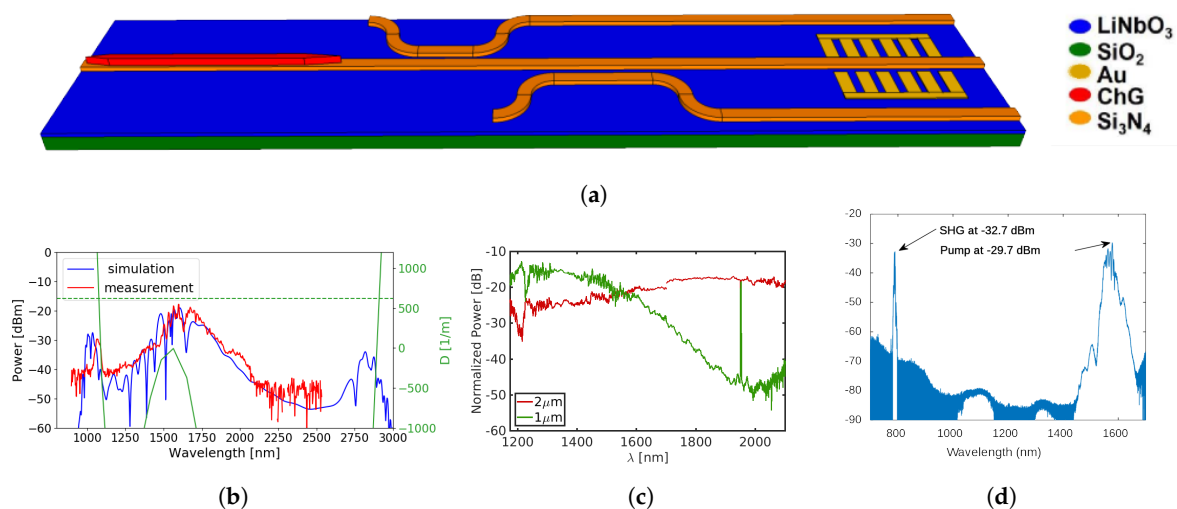 LiNbO3
SiO2
Au
ChG
Si3N4
(a)
0
−10
−20
−30
−40
−50
−60
Power [dBm]
simulation
measurement
1000
500
0
−500
−1000
D [1/m]
1000 1250 1500 1750 2000 2250 2500 2750 3000
Wavelength [nm]
(b)
-10
-20
-30
-40
-50
-60
Normalized Power [dB]
2μm
1μm
1200 1400 1600 1800 2000
λ [nm]
(c)
-20
-30
-40
-50
-60
-70
-80
-90
Power (dBm)
SHG at -32.7 dBm
Pump at -29.7 dBm
800 1000 1200 1400 1600
Wavelength (nm)
(d)